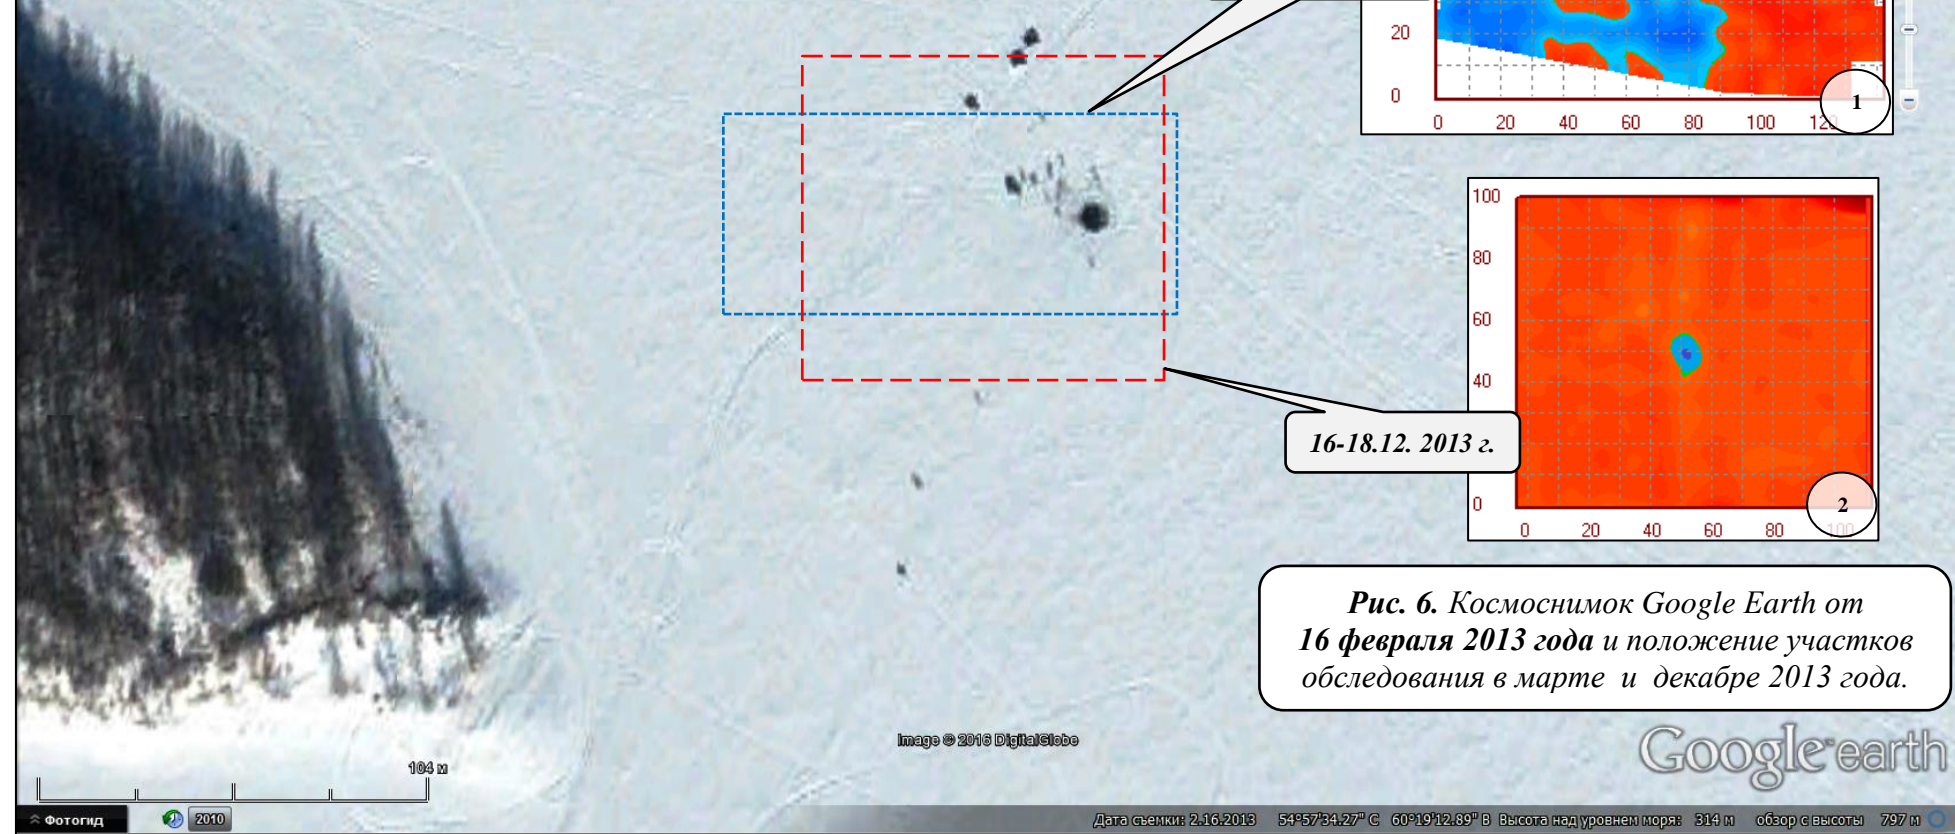 20
0
0 20 40 60 80 100 120
1
100
80
60
40
0
0 20 40 60 80 100
2
16-18.12. 2013 г.
Рис. 6. Космоснимок Google Earth от
16 февраля 2013 года и положение участков
обследования в марте и декабре 2013 года.
Image © 2016 DigitalGlobe
Google earth
104 м
Фотогид
2010
Дата съемки: 2.16.2013 54°57'34.27" С 60°19'12.89" В Высота над уровнем моря: 314 м обзор с высоты 797 м